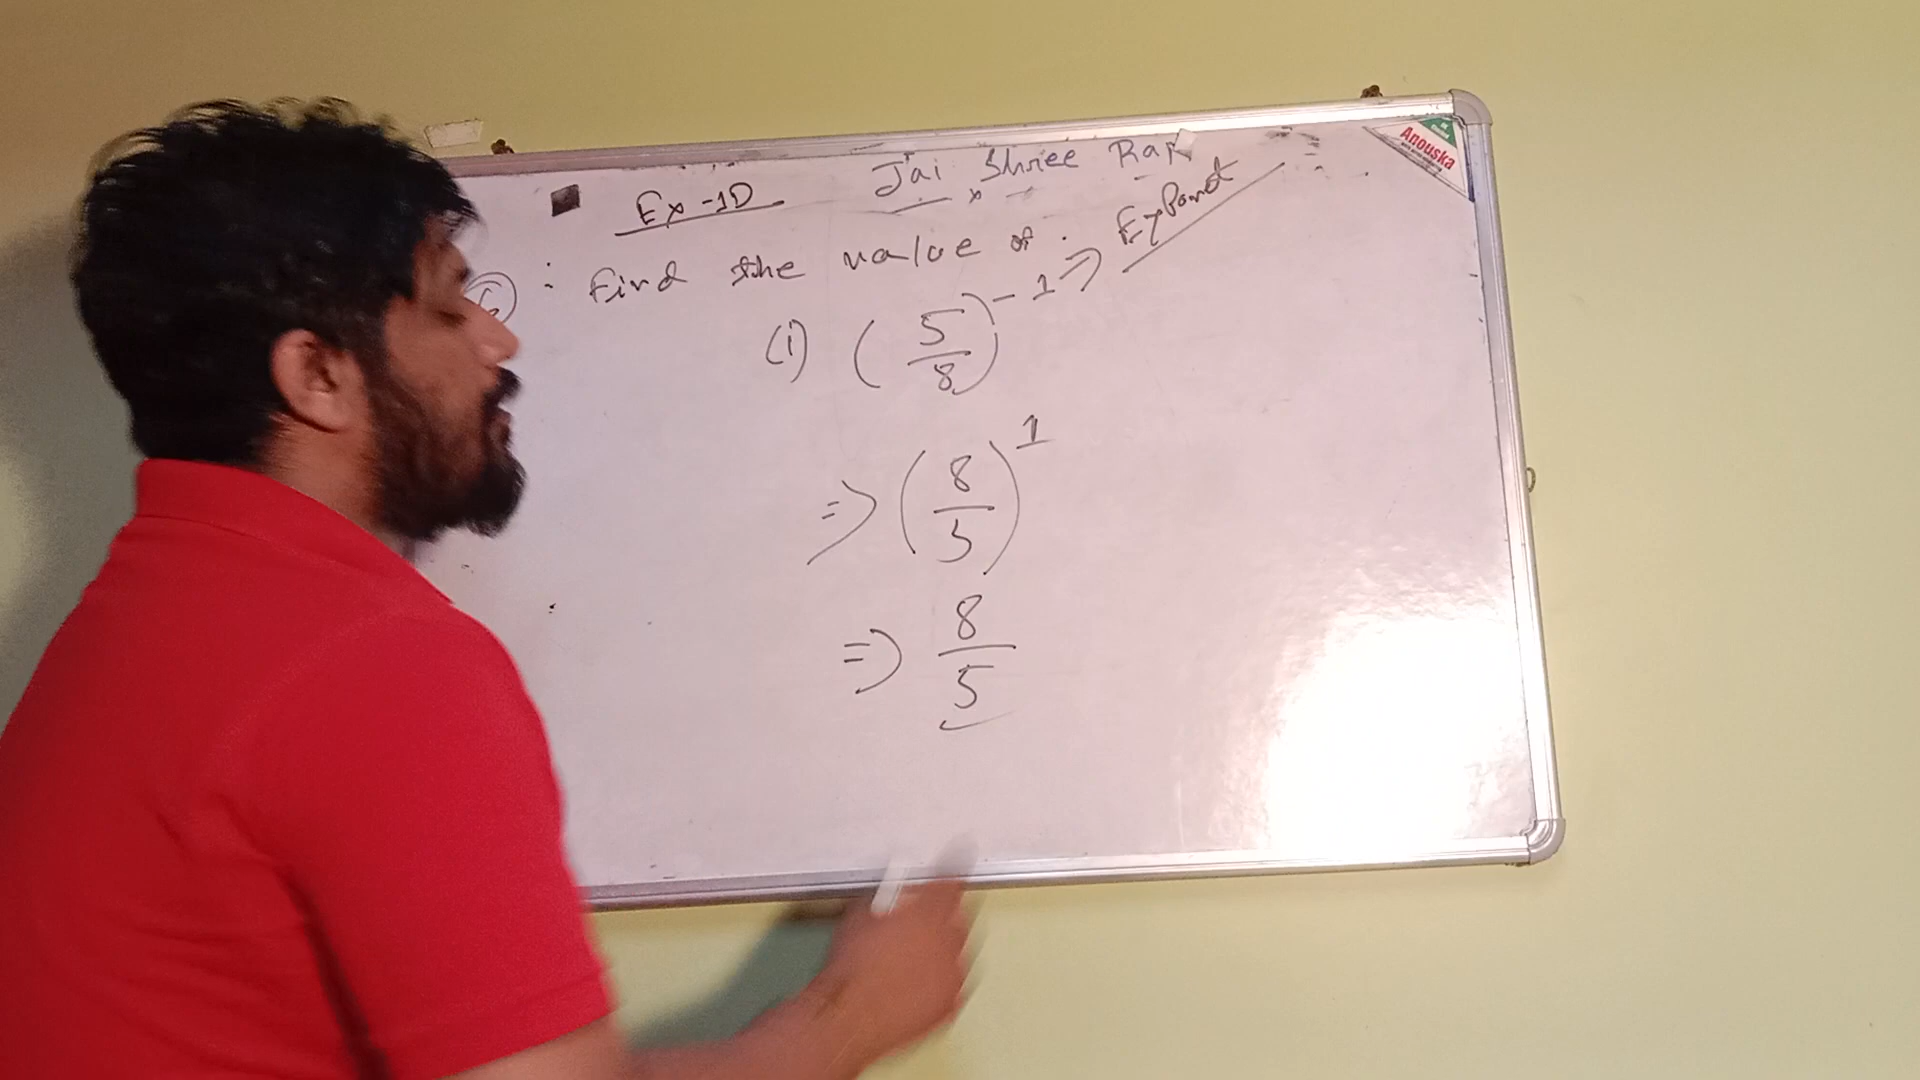 Jai Shree Ram
Ex-1D
Find the value of.
(i) (5/8)^-1 => Exponent
=> (8/5)^1
=> 8/5
Anouska